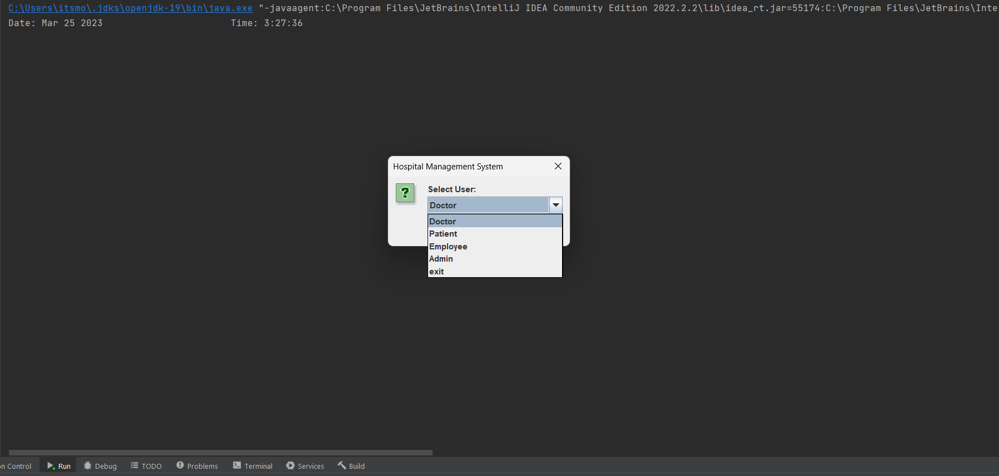 C:\Users\itsmo\.jdks\openjdk-19\bin\java.exe "-javaagent:C:\Program Files\JetBrains\IntelliJ IDEA Community Edition 2022.2.2\lib\idea_rt.jar=55174:C:\Program Files\JetBrains\Inte
Date: Mar 25 2023 Time: 3:27:36
Hospital Management System
?
Select User:
Doctor
Doctor
Patient
Employee
Admin
exit
on Control Run Debug TODO Problems Terminal Services Build